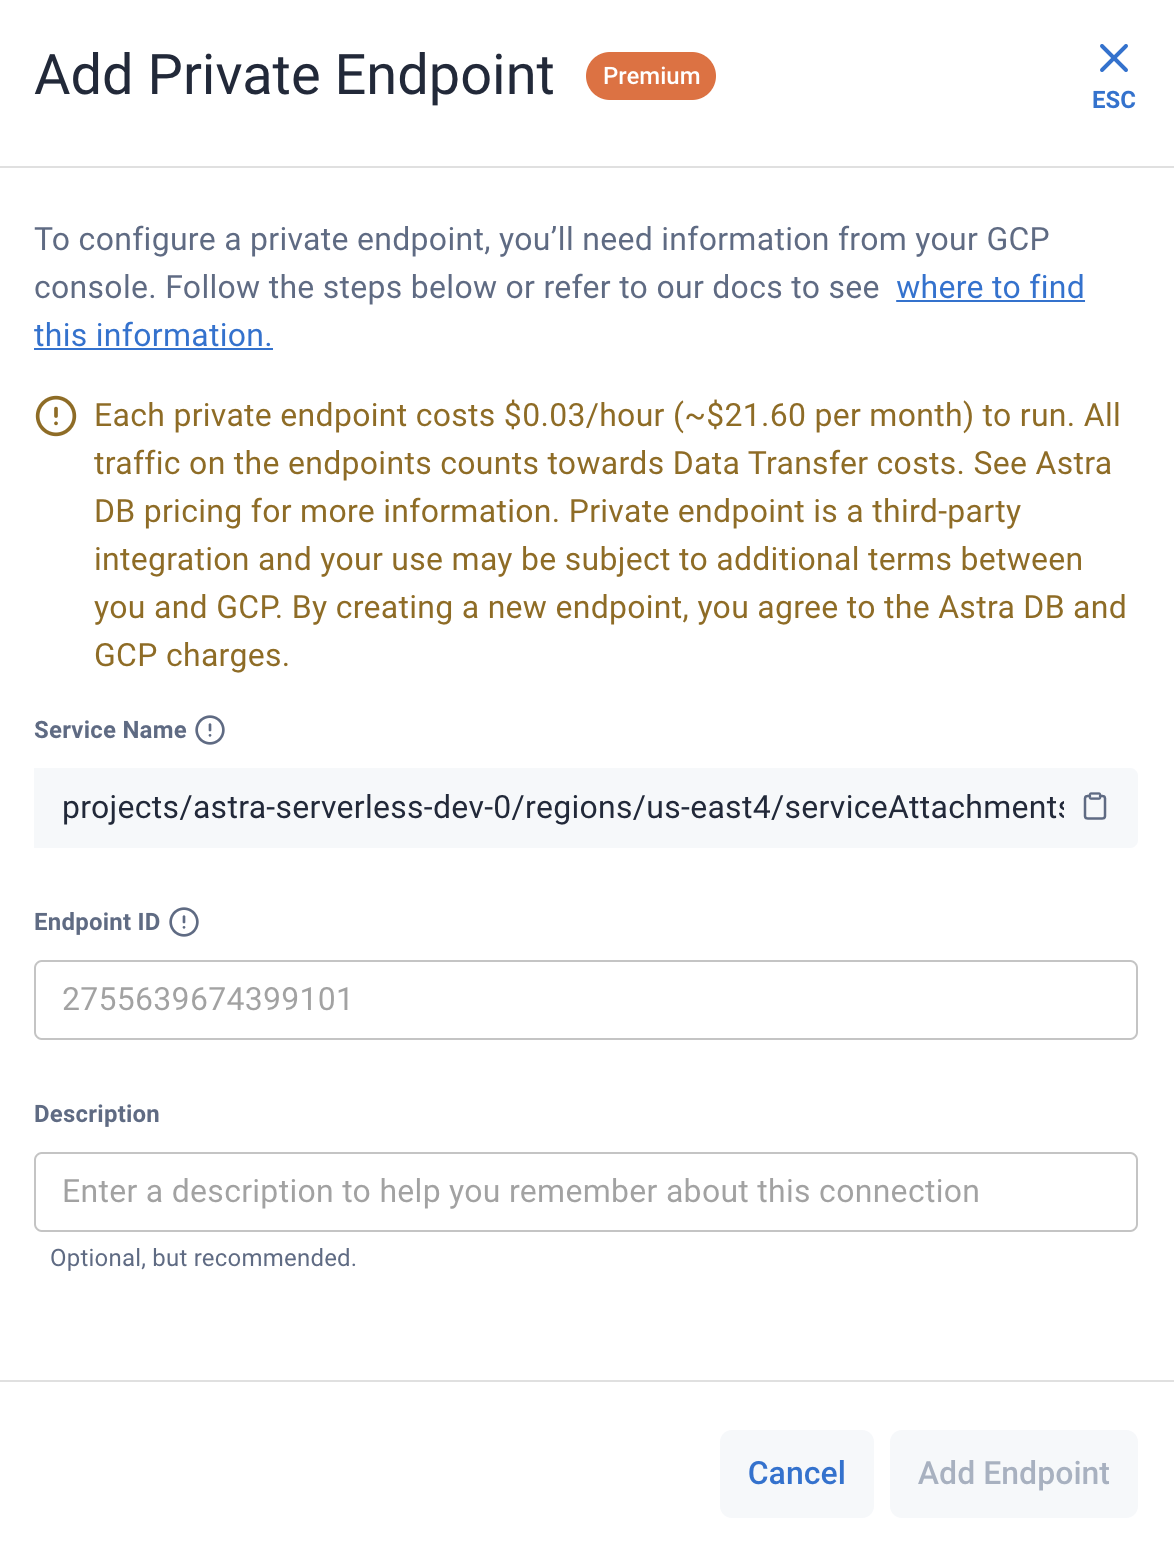 Add Private Endpoint Premium
ESC
To configure a private endpoint, you’ll need information from your GCP
console. Follow the steps below or refer to our docs to see where to find
this information.
Each private endpoint costs $0.03/hour (~$21.60 per month) to run. All
traffic on the endpoints counts towards Data Transfer costs. See Astra
DB pricing for more information. Private endpoint is a third-party
integration and your use may be subject to additional terms between
you and GCP. By creating a new endpoint, you agree to the Astra DB and
GCP charges.
Service Name
projects/astra-serverless-dev-0/regions/us-east4/serviceAttachments
Endpoint ID
2755639674399101
Description
Enter a description to help you remember about this connection
Optional, but recommended.
Cancel Add Endpoint